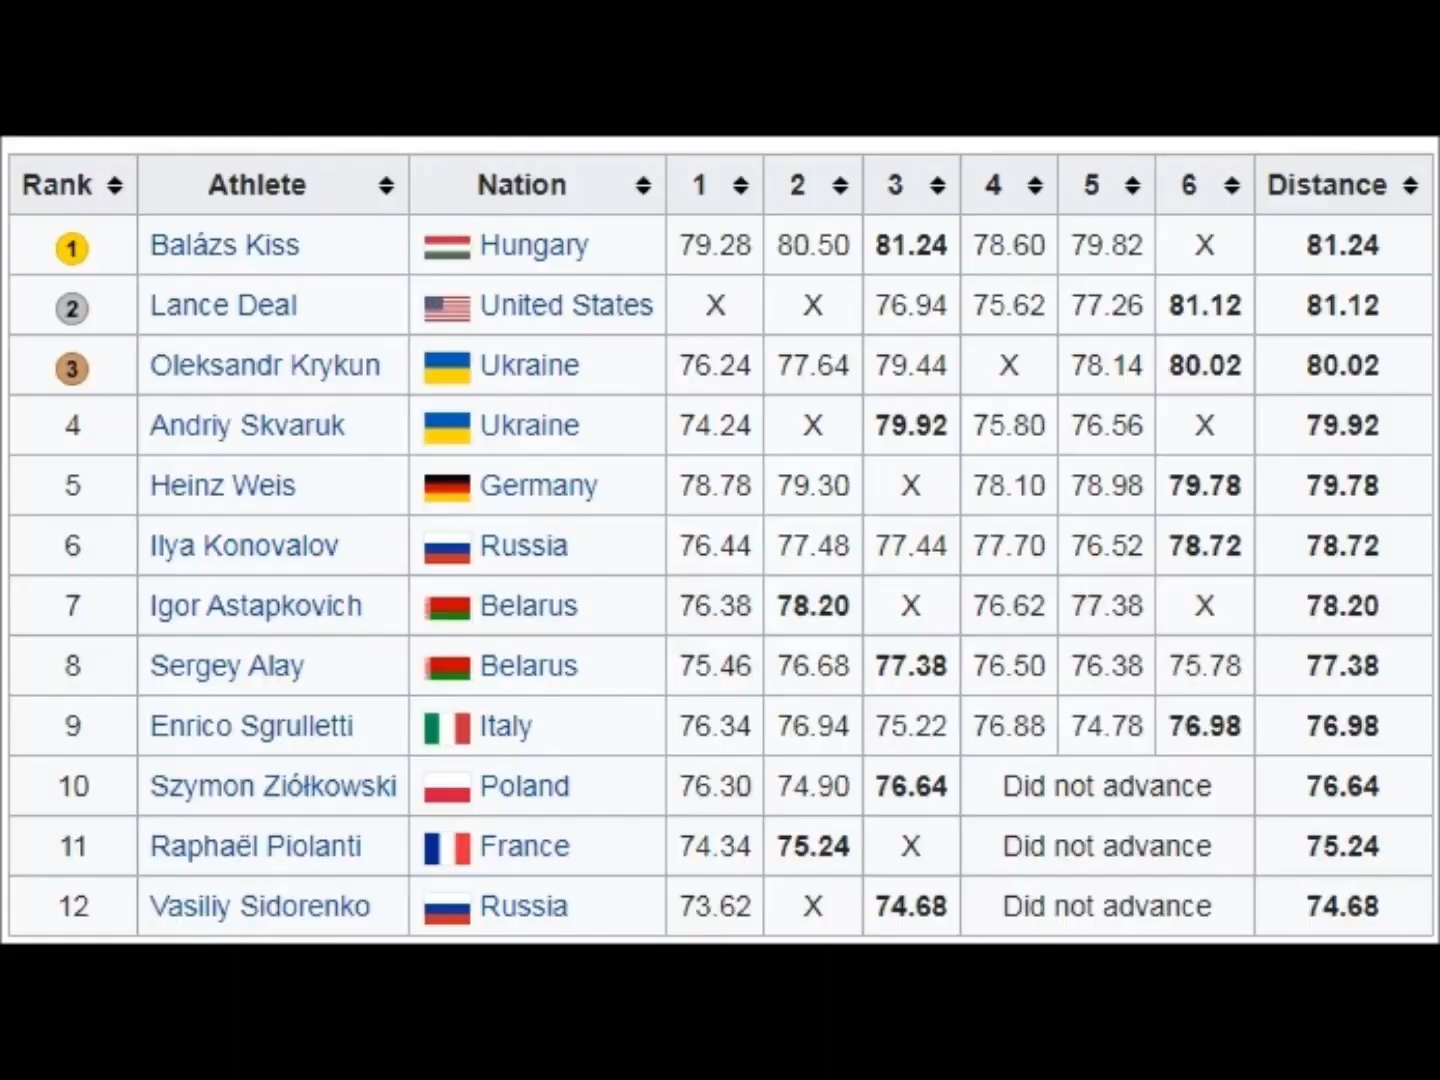 Rank Athlete Nation 1 2 3 4 5 6 Distance
1 Balázs Kiss Hungary 79.28 80.50 81.24 78.60 79.82 X 81.24
2 Lance Deal United States X X 76.94 75.62 77.26 81.12 81.12
3 Oleksandr Krykun Ukraine 76.24 77.64 79.44 X 78.14 80.02 80.02
4 Andriy Skvaruk Ukraine 74.24 X 79.92 75.80 76.56 X 79.92
5 Heinz Weis Germany 78.78 79.30 X 78.10 78.98 79.78 79.78
6 Ilya Konovalov Russia 76.44 77.48 77.44 77.70 76.52 78.72 78.72
7 Igor Astapkovich Belarus 76.38 78.20 X 76.62 77.38 X 78.20
8 Sergey Alay Belarus 75.46 76.68 77.38 76.50 76.38 75.78 77.38
9 Enrico Sgrulletti Italy 76.34 76.94 75.22 76.88 74.78 76.98 76.98
10 Szymon Ziółkowski Poland 76.30 74.90 76.64 Did not advance 76.64
11 Raphaël Piolanti France 74.34 75.24 X Did not advance 75.24
12 Vasiliy Sidorenko Russia 73.62 X 74.68 Did not advance 74.68